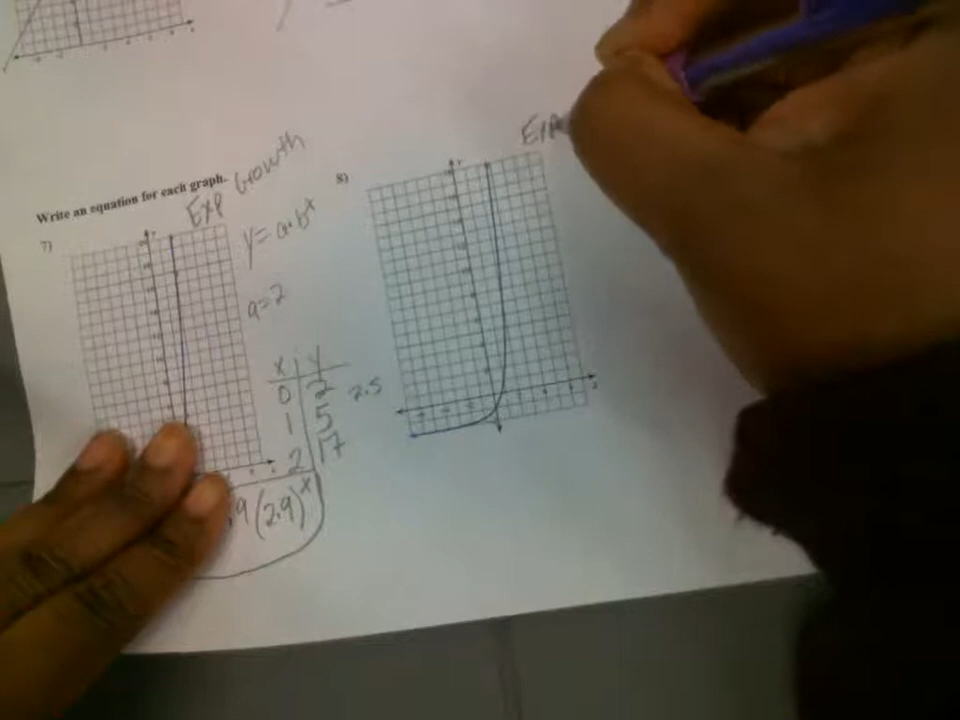 Write an equation for each graph.
7)
EXP Growth
y = a·b^x
a=2
x | y
0 | 2
1 | 5
2 | 17
2.5
.9(2.9)^x
8)